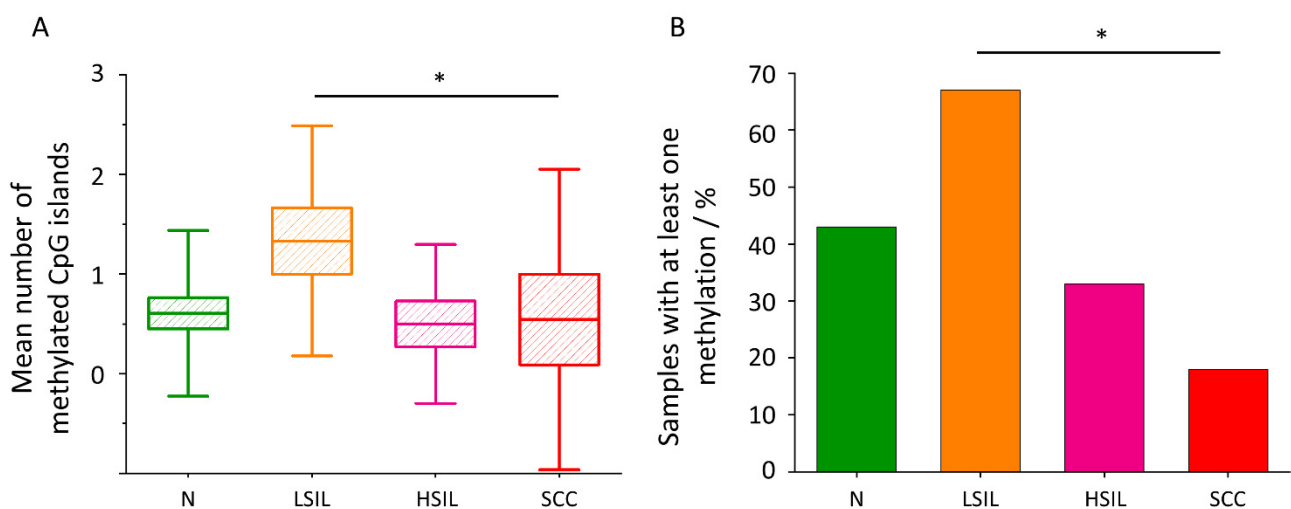 A
Mean number of
methylated CpG islands
3
2
1
0
*
N LSIL HSIL SCC
B
Samples with at least one
methylation / %
70
60
50
40
30
20
10
0
*
N LSIL HSIL SCC